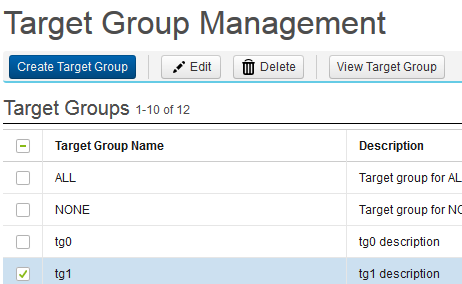 Target Group Management
Create Target Group Edit Delete View Target Group
Target Groups 1-10 of 12
Target Group Name Description
ALL Target group for AL
NONE Target group for NO
tg0 tg0 description
tg1 tg1 description